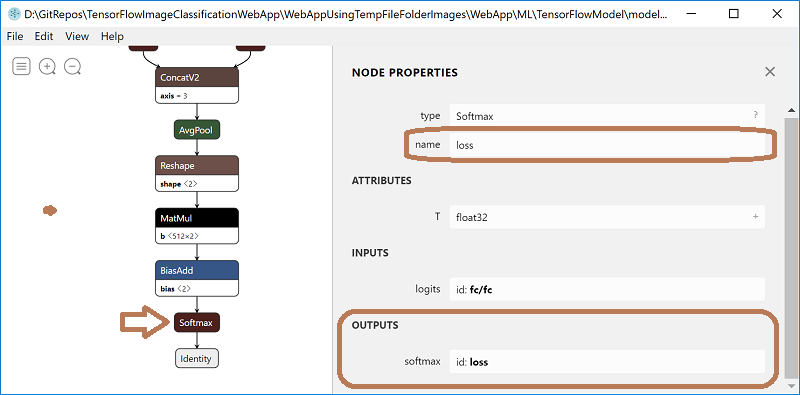 D:\GitRepos\TensorFlowImageClassificationWebApp\WebAppUsingTempFileFolderImages\WebApp\ML\TensorFlowModel\model...
File Edit View Help
ConcatV2
axis = 3
AvgPool
Reshape
shape ⟨2⟩
MatMul
b ⟨512×2⟩
BiasAdd
bias ⟨2⟩
Softmax
Identity
NODE PROPERTIES
type Softmax ?
name loss
ATTRIBUTES
T float32 +
INPUTS
logits id: fc/fc
OUTPUTS
softmax id: loss